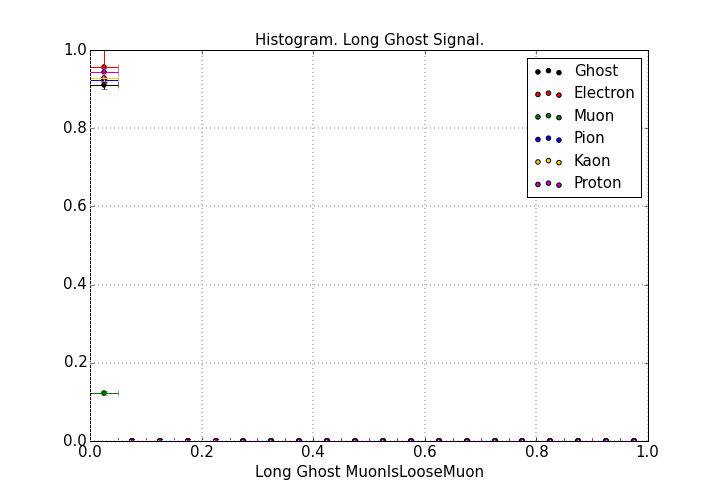 Histogram. Long Ghost Signal.
1.0
0.8
0.6
0.4
0.2
0.0
Ghost
Electron
Muon
Pion
Kaon
Proton
0.0 0.2 0.4 0.6 0.8 1.0
Long Ghost MuonIsLooseMuon